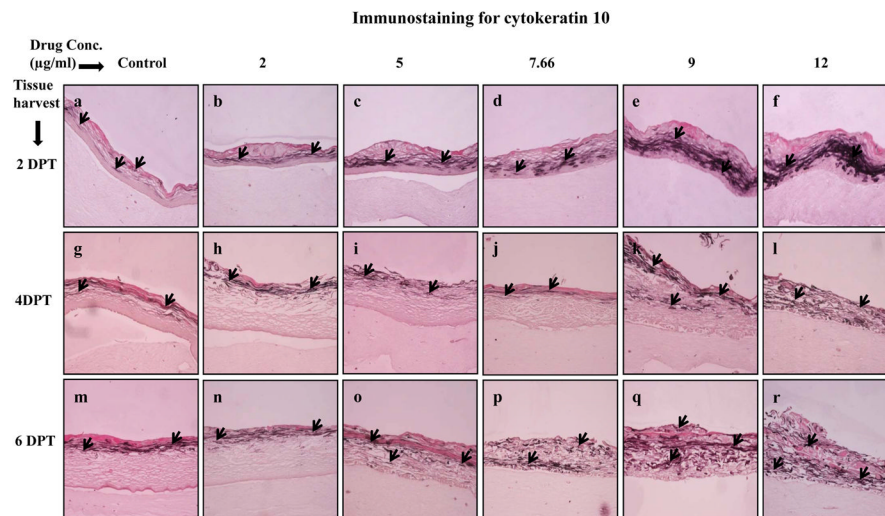 Immunostaining for cytokeratin 10
Drug Conc.
(µg/ml) Control 2 5 7.66 9 12
Tissue
harvest
a b c d e f
2 DPT
g h i j k l
4DPT
m n o p q r
6 DPT